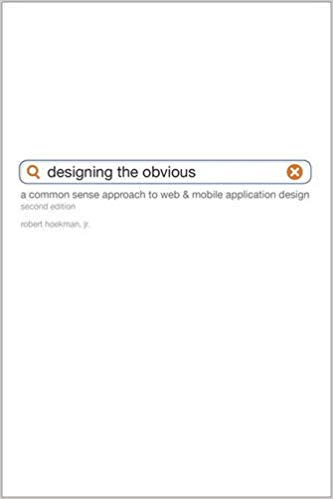 designing the obvious
a common sense approach to web & mobile application design
second edition
robert hoekman, jr.